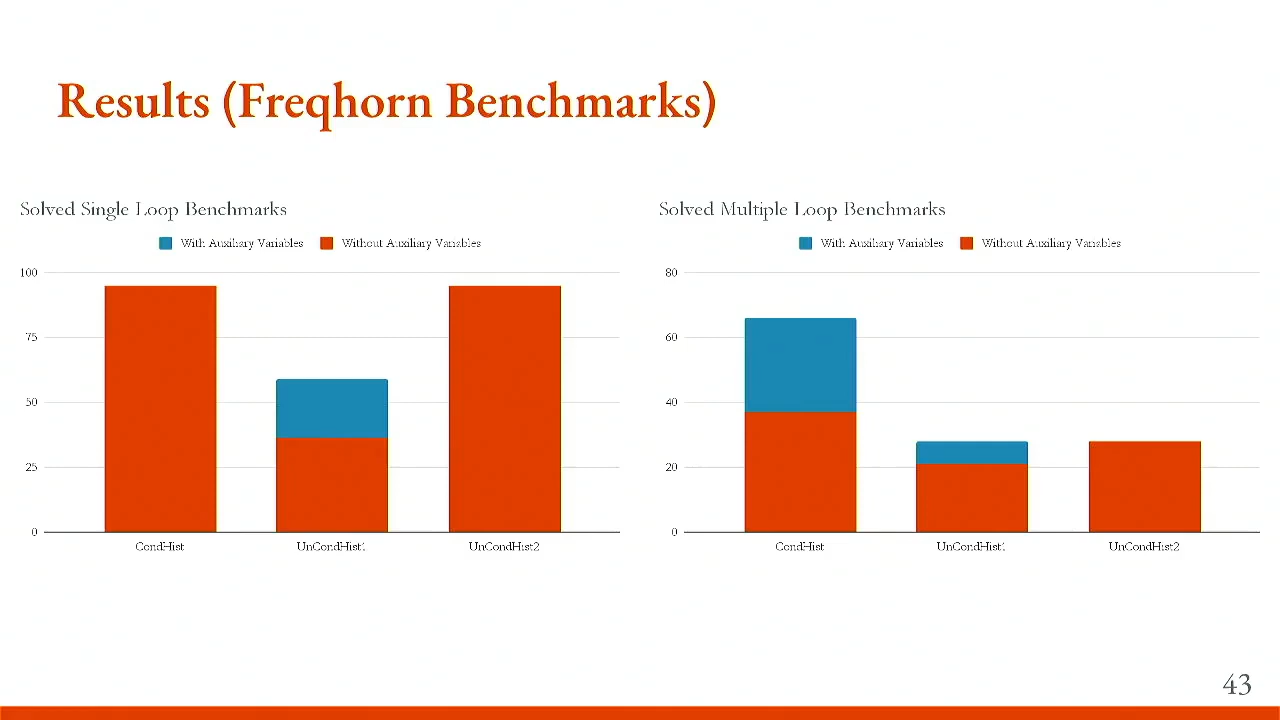 Results (Freqhorn Benchmarks)
Solved Single Loop Benchmarks
With Auxiliary Variables
Without Auxiliary Variables
100
75
50
25
0
CondHist
UnCondHist1
UnCondHist2
Solved Multiple Loop Benchmarks
With Auxiliary Variables
Without Auxiliary Variables
80
60
40
20
0
CondHist
UnCondHist1
UnCondHist2
43